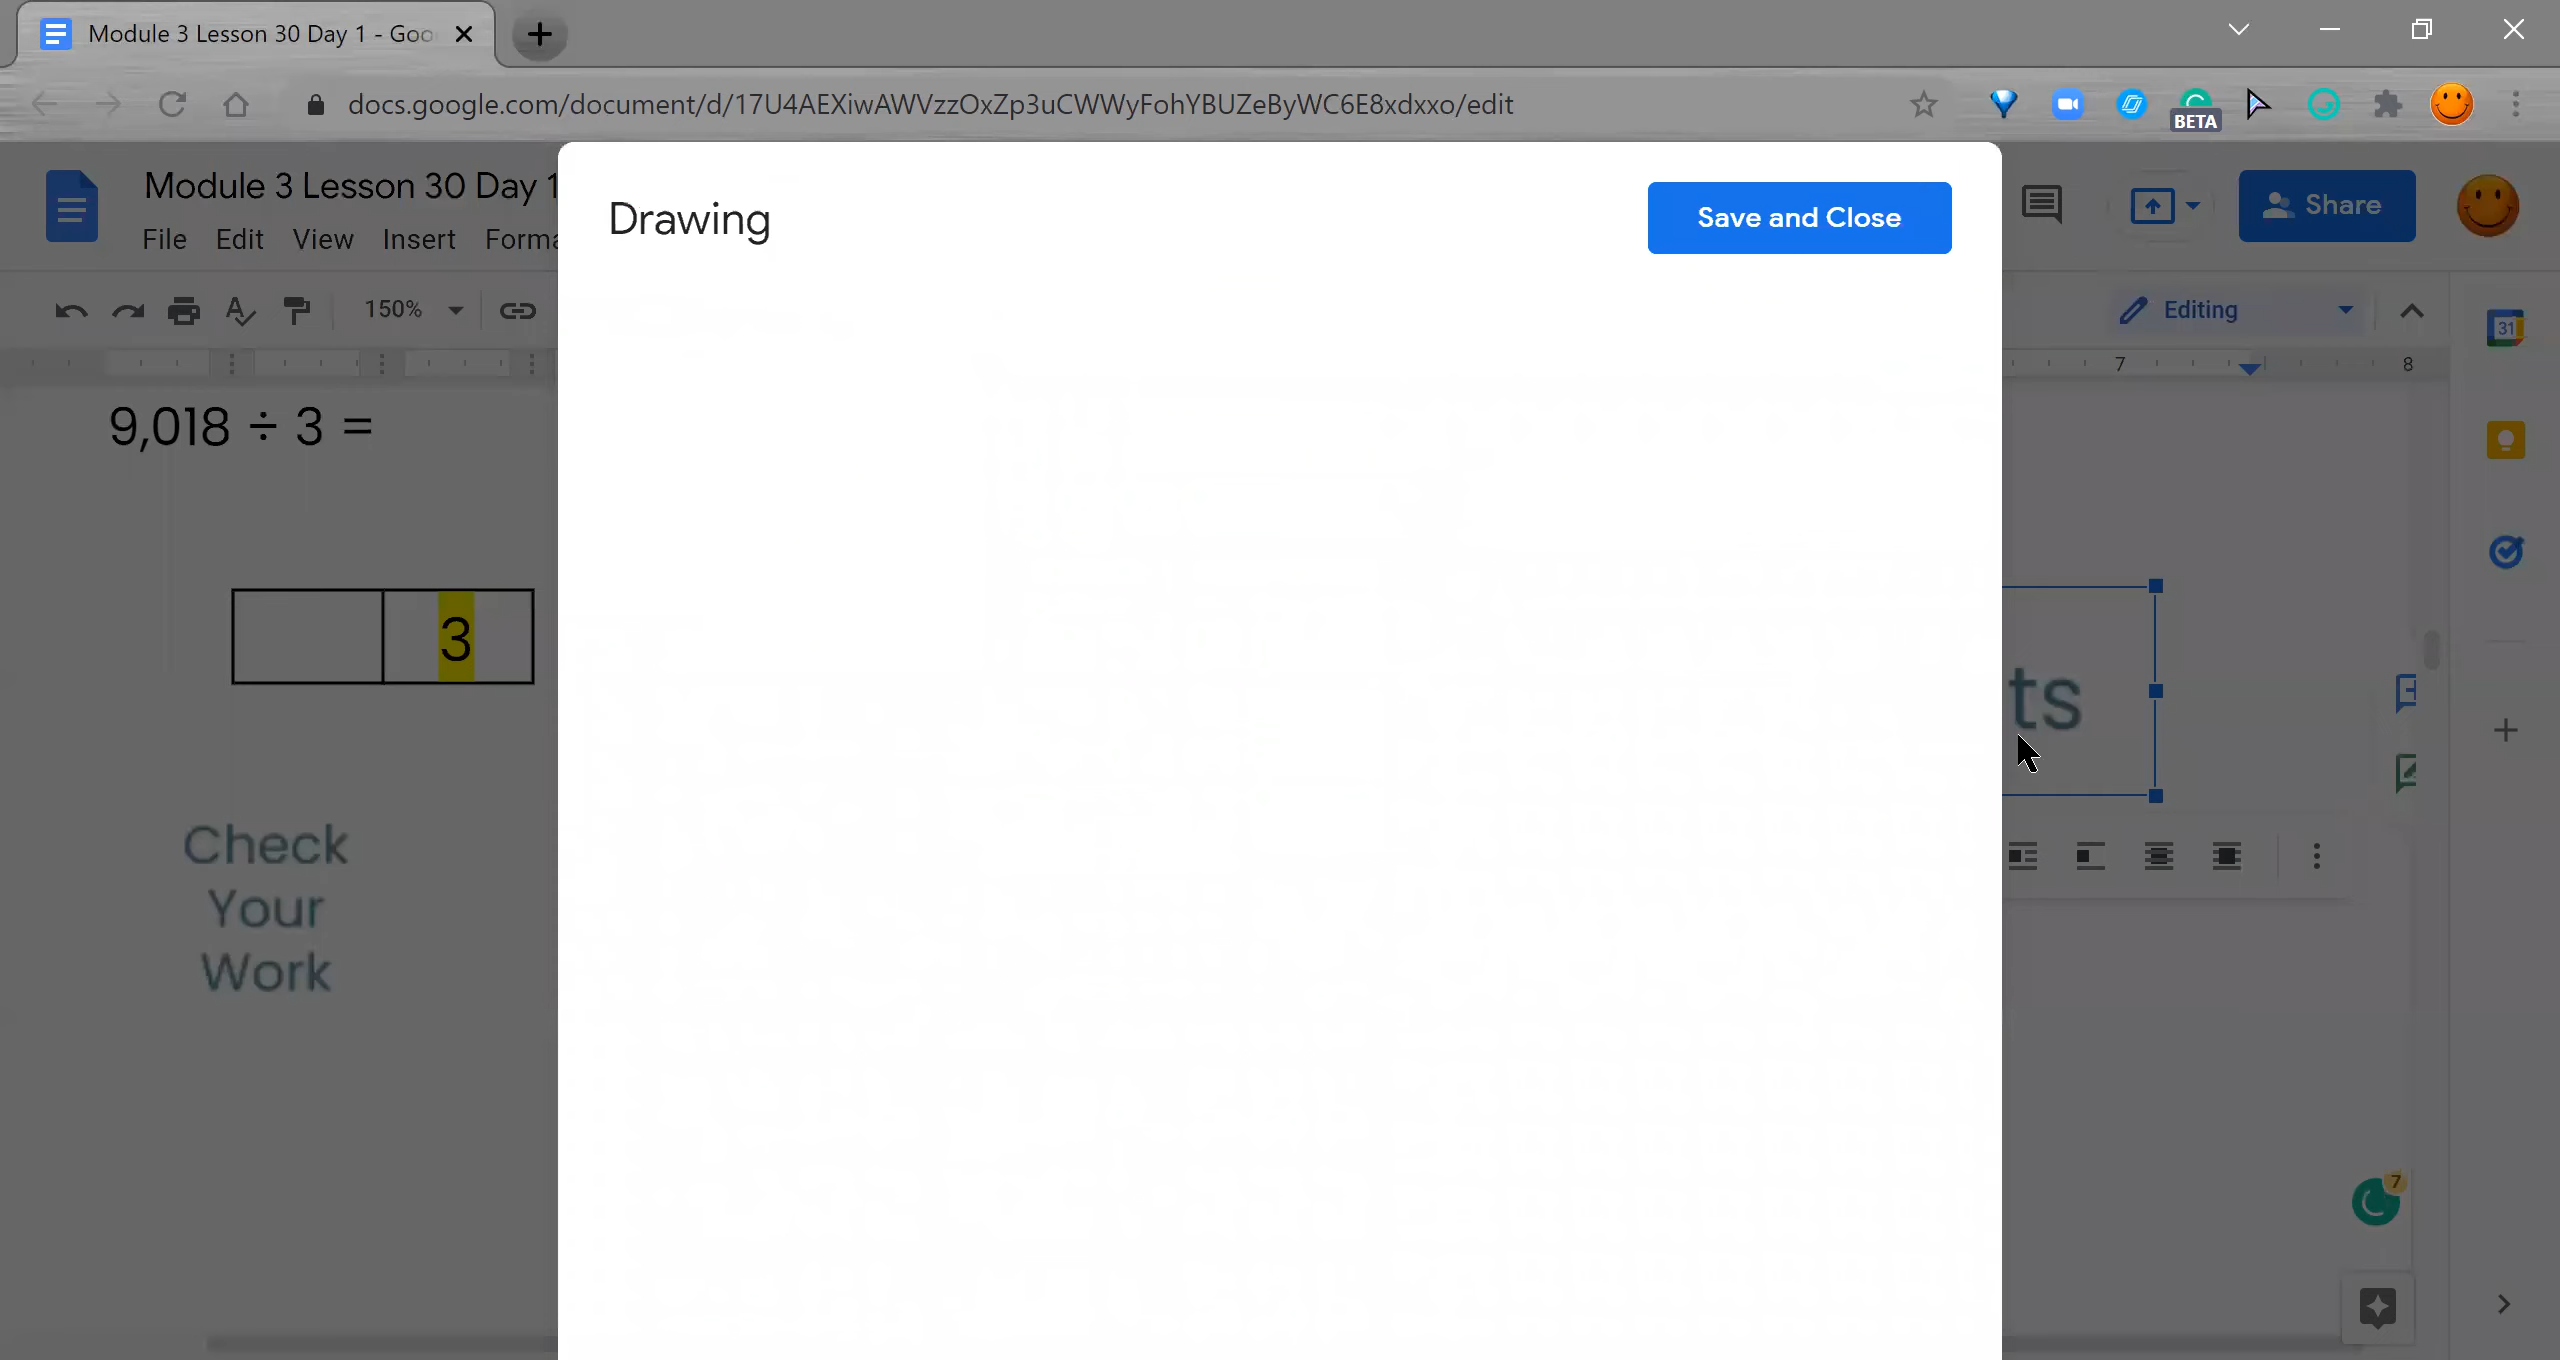 Module 3 Lesson 30 Day 1 - Goo
docs.google.com/document/d/17U4AEXiwAWVzzOxZp3uCWWyFohYBUZeByWC6E8xdxxo/edit
BETA
Module 3 Lesson 30 Day 1
File Edit View Insert Forma
Drawing
Save and Close
Share
150%
Editing
31
7 8
9,018 ÷ 3 =
3
ts
Check
Your
Work
7